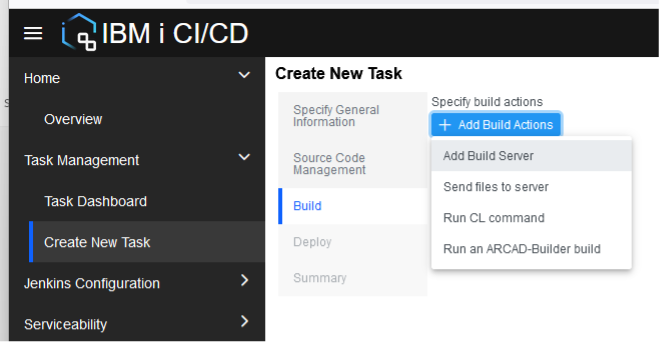 IBM i CI/CD
Home
Overview
Task Management
Task Dashboard
Create New Task
Jenkins Configuration
Serviceability
Create New Task
Specify General
Information
Source Code
Management
Build
Deploy
Summary
Specify build actions
+ Add Build Actions
Add Build Server
Send files to server
Run CL command
Run an ARCAD-Builder build